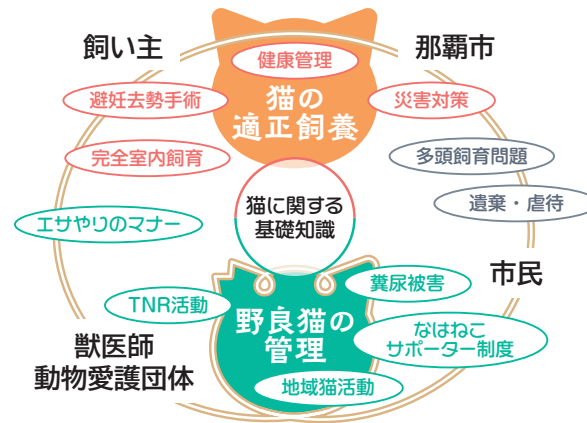 飼い主
那覇市
健康管理
避妊去勢手術
猫の
適正飼養
災害対策
完全室内飼育
多頭飼育問題
遺棄・虐待
猫に関する
基礎知識
エサやりのマナー
糞尿被害
市民
TNR活動
野良猫の
管理
なはねこ
サポーター制度
獣医師
動物愛護団体
地域猫活動